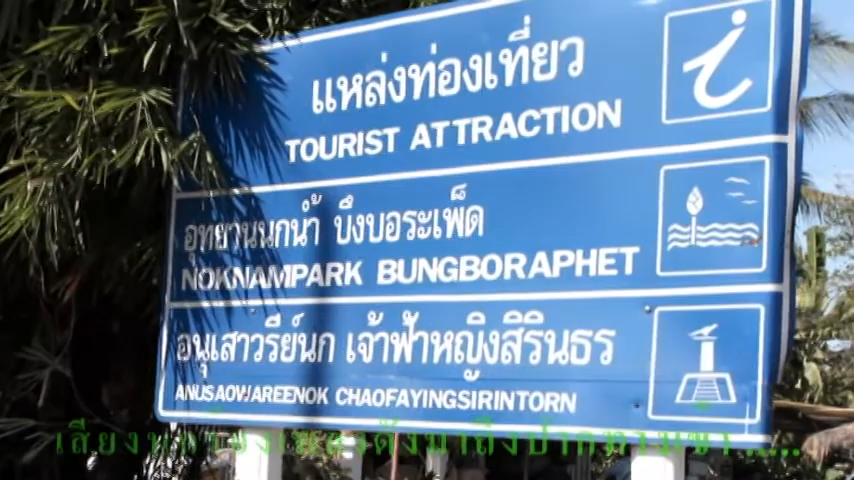 แหล่งท่องเที่ยว
TOURIST ATTRACTION
อุทยานนกน้ำ บึงบอระเพ็ด
NOKNAMPARK BUNGBORAPHET
อนุเสาวรีย์นก เจ้าฟ้าหญิงสิรินธร
ANUSAOWAREENOK CHAOFAYINGSIRINTORN